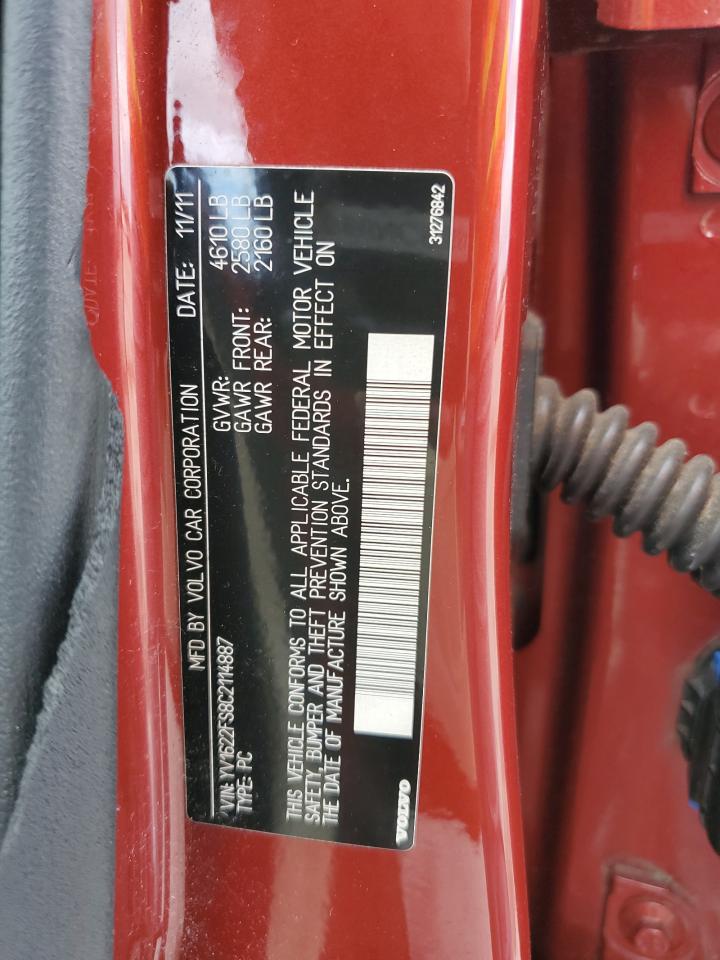 MFD BY VOLVO CAR CORPORATION DATE: 11/11
VIN: YV1622FS8C2114887
TYPE: PC
GVWR: 4610 LB
GAWR FRONT: 2580 LB
GAWR REAR: 2160 LB
THIS VEHICLE CONFORMS TO ALL APPLICABLE FEDERAL MOTOR VEHICLE
SAFETY, BUMPER AND THEFT PREVENTION STANDARDS IN EFFECT ON
THE DATE OF MANUFACTURE SHOWN ABOVE.
VOLVO
31276842